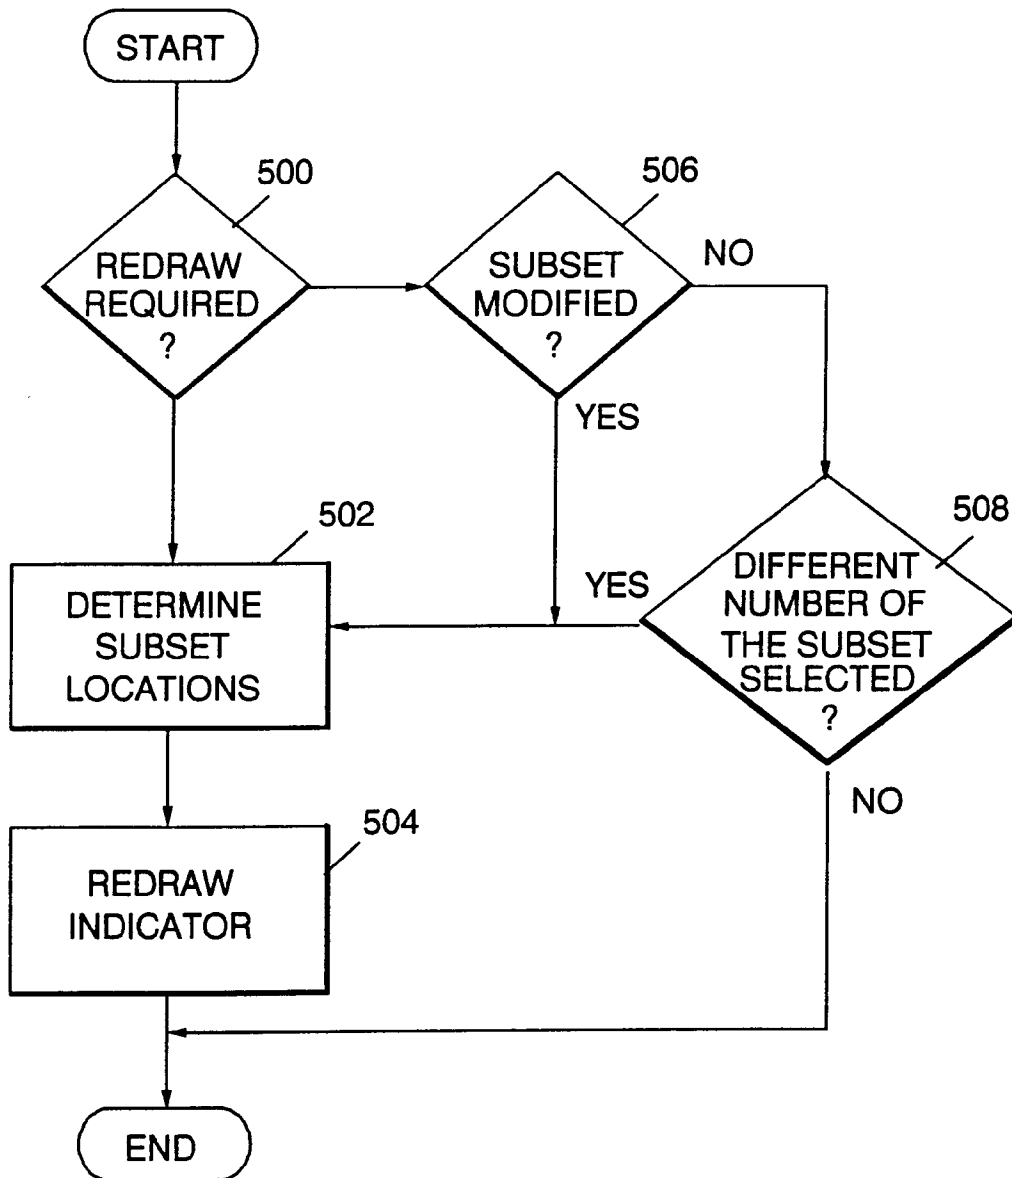 START
500
REDRAW
REQUIRED
?
506
SUBSET
MODIFIED
?
NO
YES
502
DETERMINE
SUBSET
LOCATIONS
508
DIFFERENT
NUMBER OF
THE SUBSET
SELECTED
?
YES
NO
504
REDRAW
INDICATOR
END